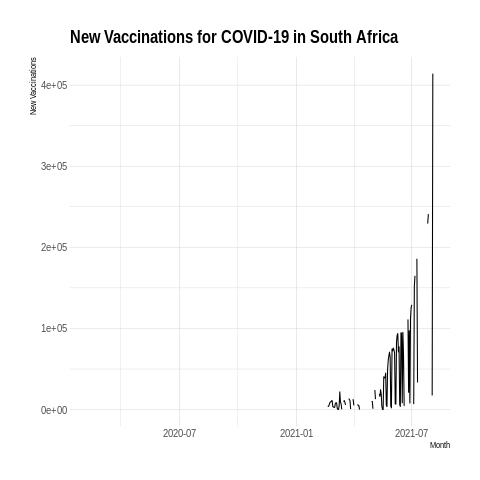 New Vaccinations for COVID-19 in South Africa
New Vaccinations
4e+05
3e+05
2e+05
1e+05
0e+00
2020-07 2021-01 2021-07
Month